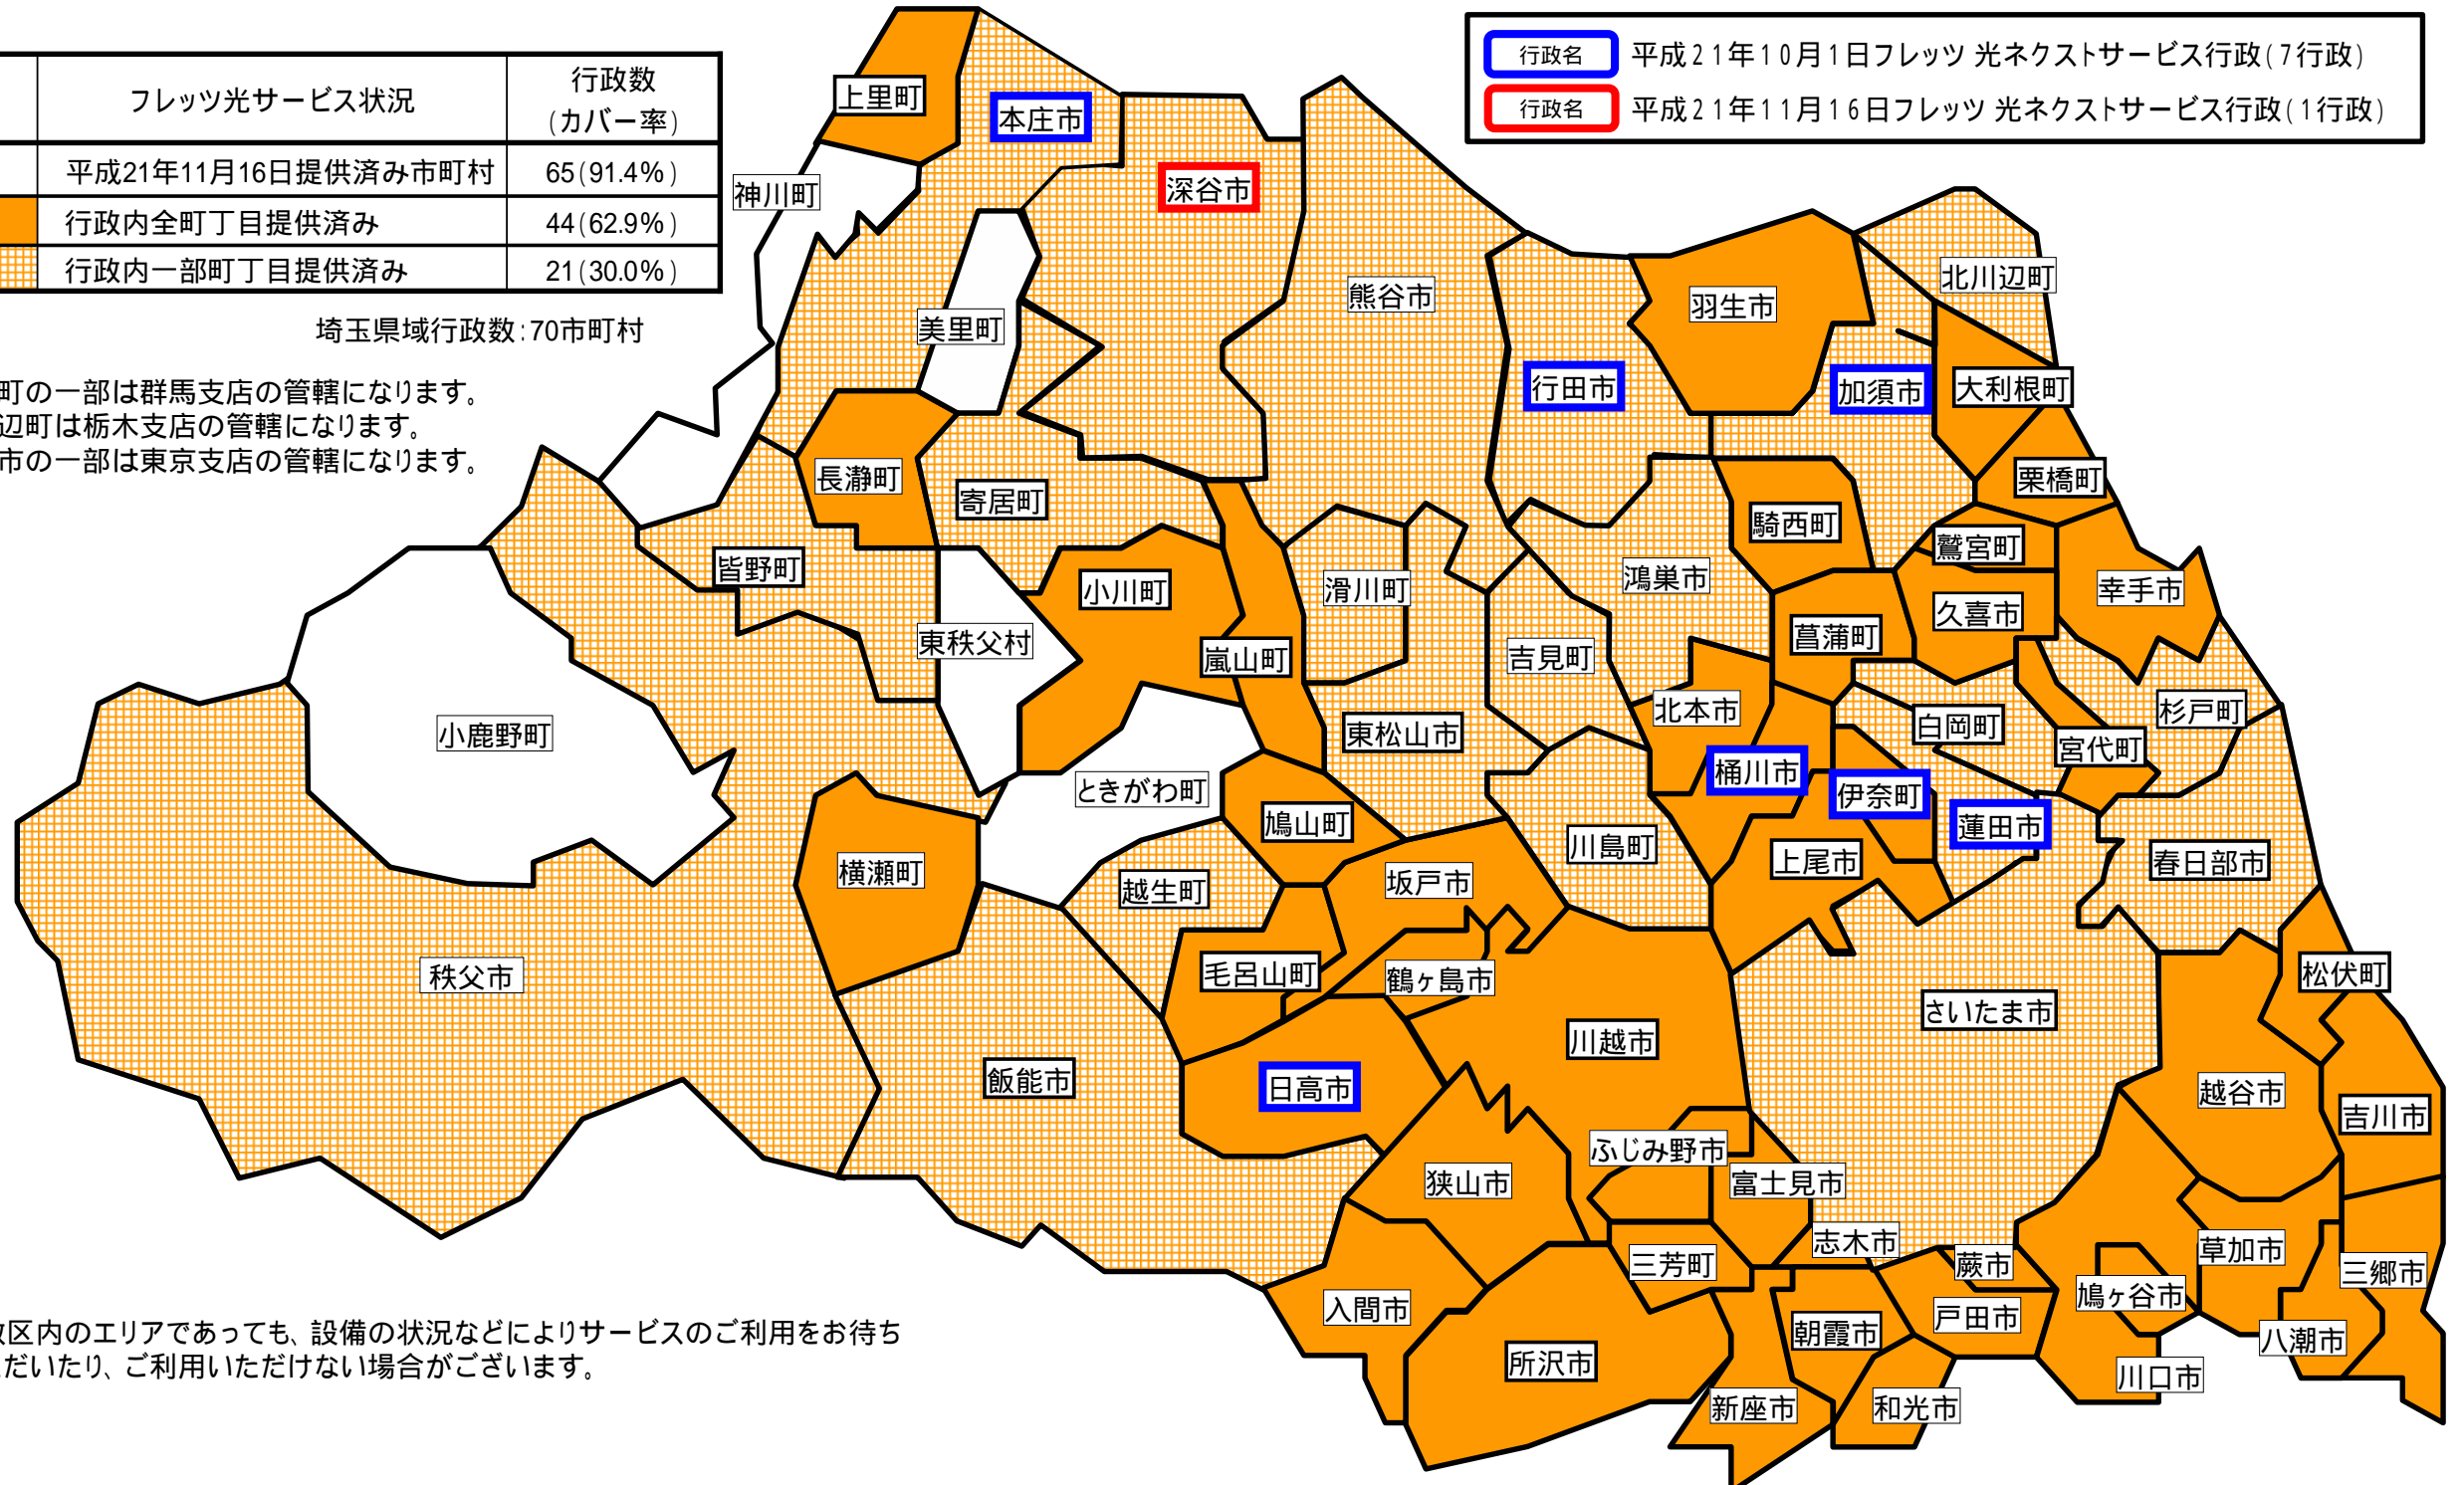 行政名 平成21年10月1日フレッツ 光ネクストサービス行政(7行政)
行政名 平成21年11月16日フレッツ 光ネクストサービス行政(1行政)
フレッツ光サービス状況 行政数
(カバー率)
平成21年11月16日提供済み市町村 65(91.4%)
行政内全町丁目提供済み 44(62.9%)
行政内一部町丁目提供済み 21(30.0%)
埼玉県域行政数:70市町村
町の一部は群馬支店の管轄になります。
辺町は栃木支店の管轄になります。
市の一部は東京支店の管轄になります。
上里町
本庄市
神川町
深谷市
美里町
熊谷市
羽生市
北川辺町
行田市
加須市
大利根町
長瀞町
寄居町
栗橋町
騎西町
鷲宮町
皆野町
小川町
滑川町
鴻巣市
幸手市
久喜市
東秩父村
嵐山町
吉見町
菖蒲町
小鹿野町
東松山市
北本市
白岡町
杉戸町
宮代町
ときがわ町
桶川市
伊奈町
鳩山町
蓮田市
川島町
上尾市
春日部市
横瀬町
越生町
坂戸市
秩父市
毛呂山町
鶴ヶ島市
松伏町
さいたま市
川越市
飯能市
日高市
越谷市
吉川市
ふじみ野市
狭山市
富士見市
志木市
三芳町
蕨市
草加市
三郷市
鳩ヶ谷市
入間市
戸田市
朝霞市
八潮市
所沢市
川口市
新座市
和光市
区内のエリアであっても、設備の状況などによりサービスのご利用をお待ち
ただいたり、ご利用いただけない場合がございます。